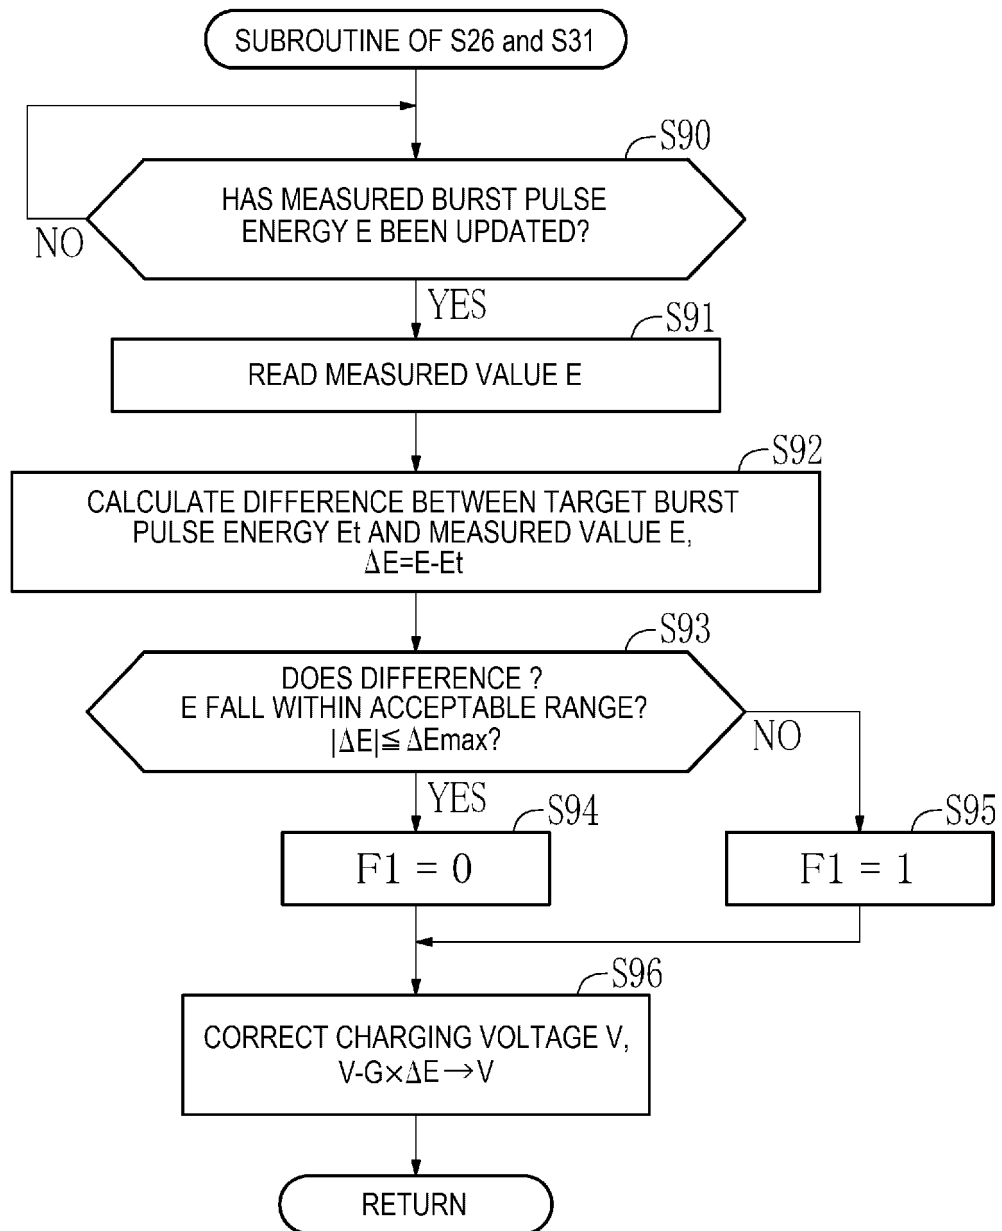 SUBROUTINE OF S26 and S31
S90
HAS MEASURED BURST PULSE
ENERGY E BEEN UPDATED?
NO
YES
S91
READ MEASURED VALUE E
S92
CALCULATE DIFFERENCE BETWEEN TARGET BURST
PULSE ENERGY Et AND MEASURED VALUE E,
ΔE=E-Et
S93
DOES DIFFERENCE ?
E FALL WITHIN ACCEPTABLE RANGE?
|ΔE|≦ΔEmax?
NO
YES
S94
F1 = 0
S95
F1 = 1
S96
CORRECT CHARGING VOLTAGE V,
V-G×ΔE→V
RETURN